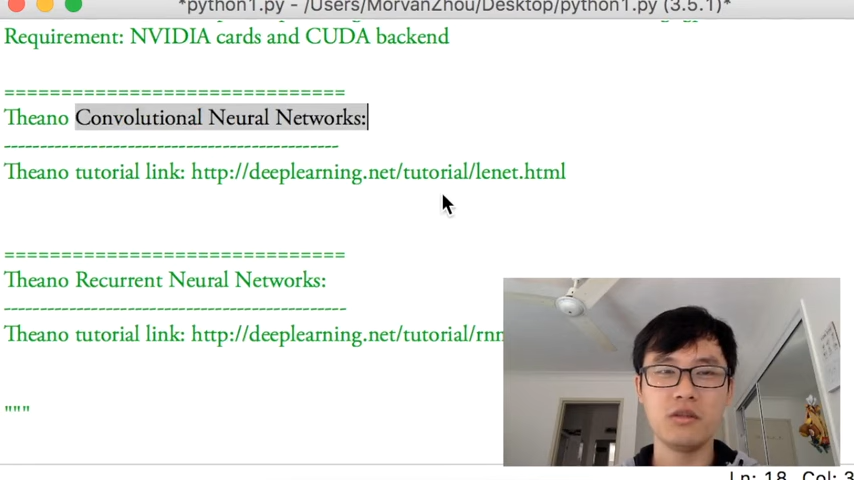 *python1.py - /Users/MorvanZhou/Desktop/python1.py (3.5.1)*
Requirement: NVIDIA cards and CUDA backend
==============================
Theano Convolutional Neural Networks:
----------------------------------------------
Theano tutorial link: http://deeplearning.net/tutorial/lenet.html
==============================
Theano Recurrent Neural Networks:
-----------------------------------------------
Theano tutorial link: http://deeplearning.net/tutorial/rnn
"""
Ln: 18 Col: 3